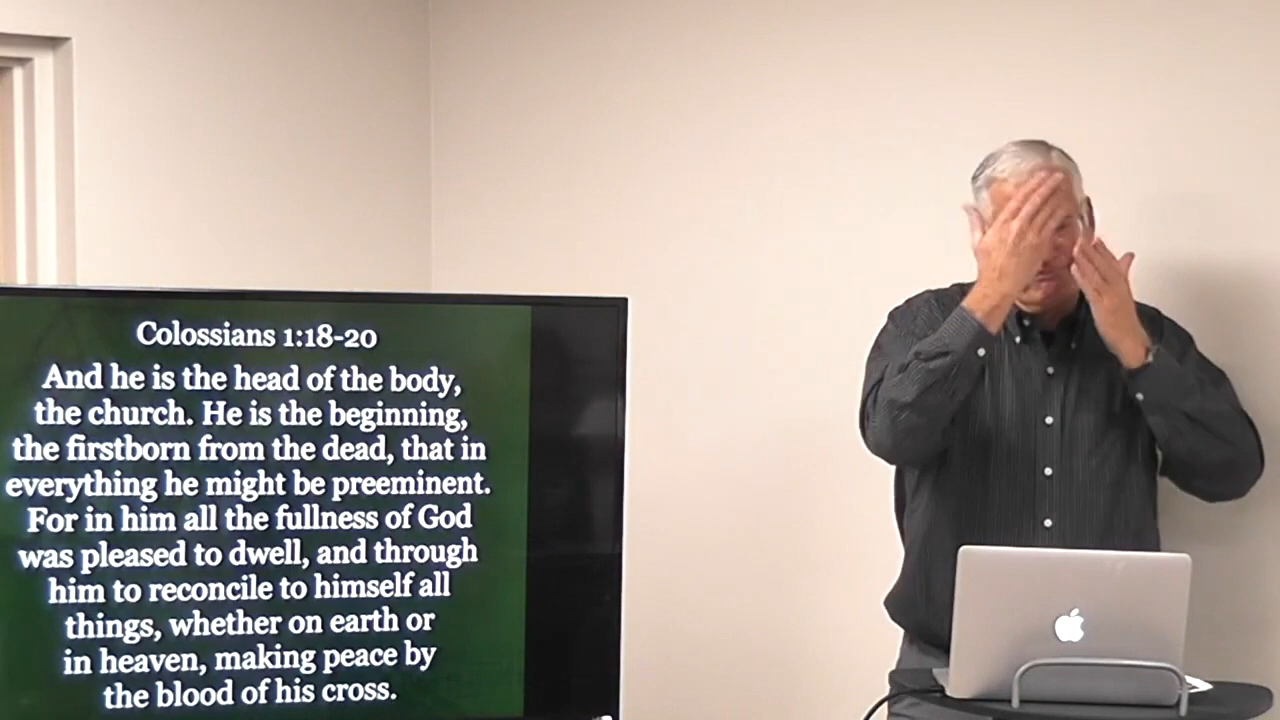 Colossians 1:18-20
And he is the head of the body,
the church. He is the beginning,
the firstborn from the dead, that in
everything he might be preeminent.
For in him all the fullness of God
was pleased to dwell, and through
him to reconcile to himself all
things, whether on earth or
in heaven, making peace by
the blood of his cross.